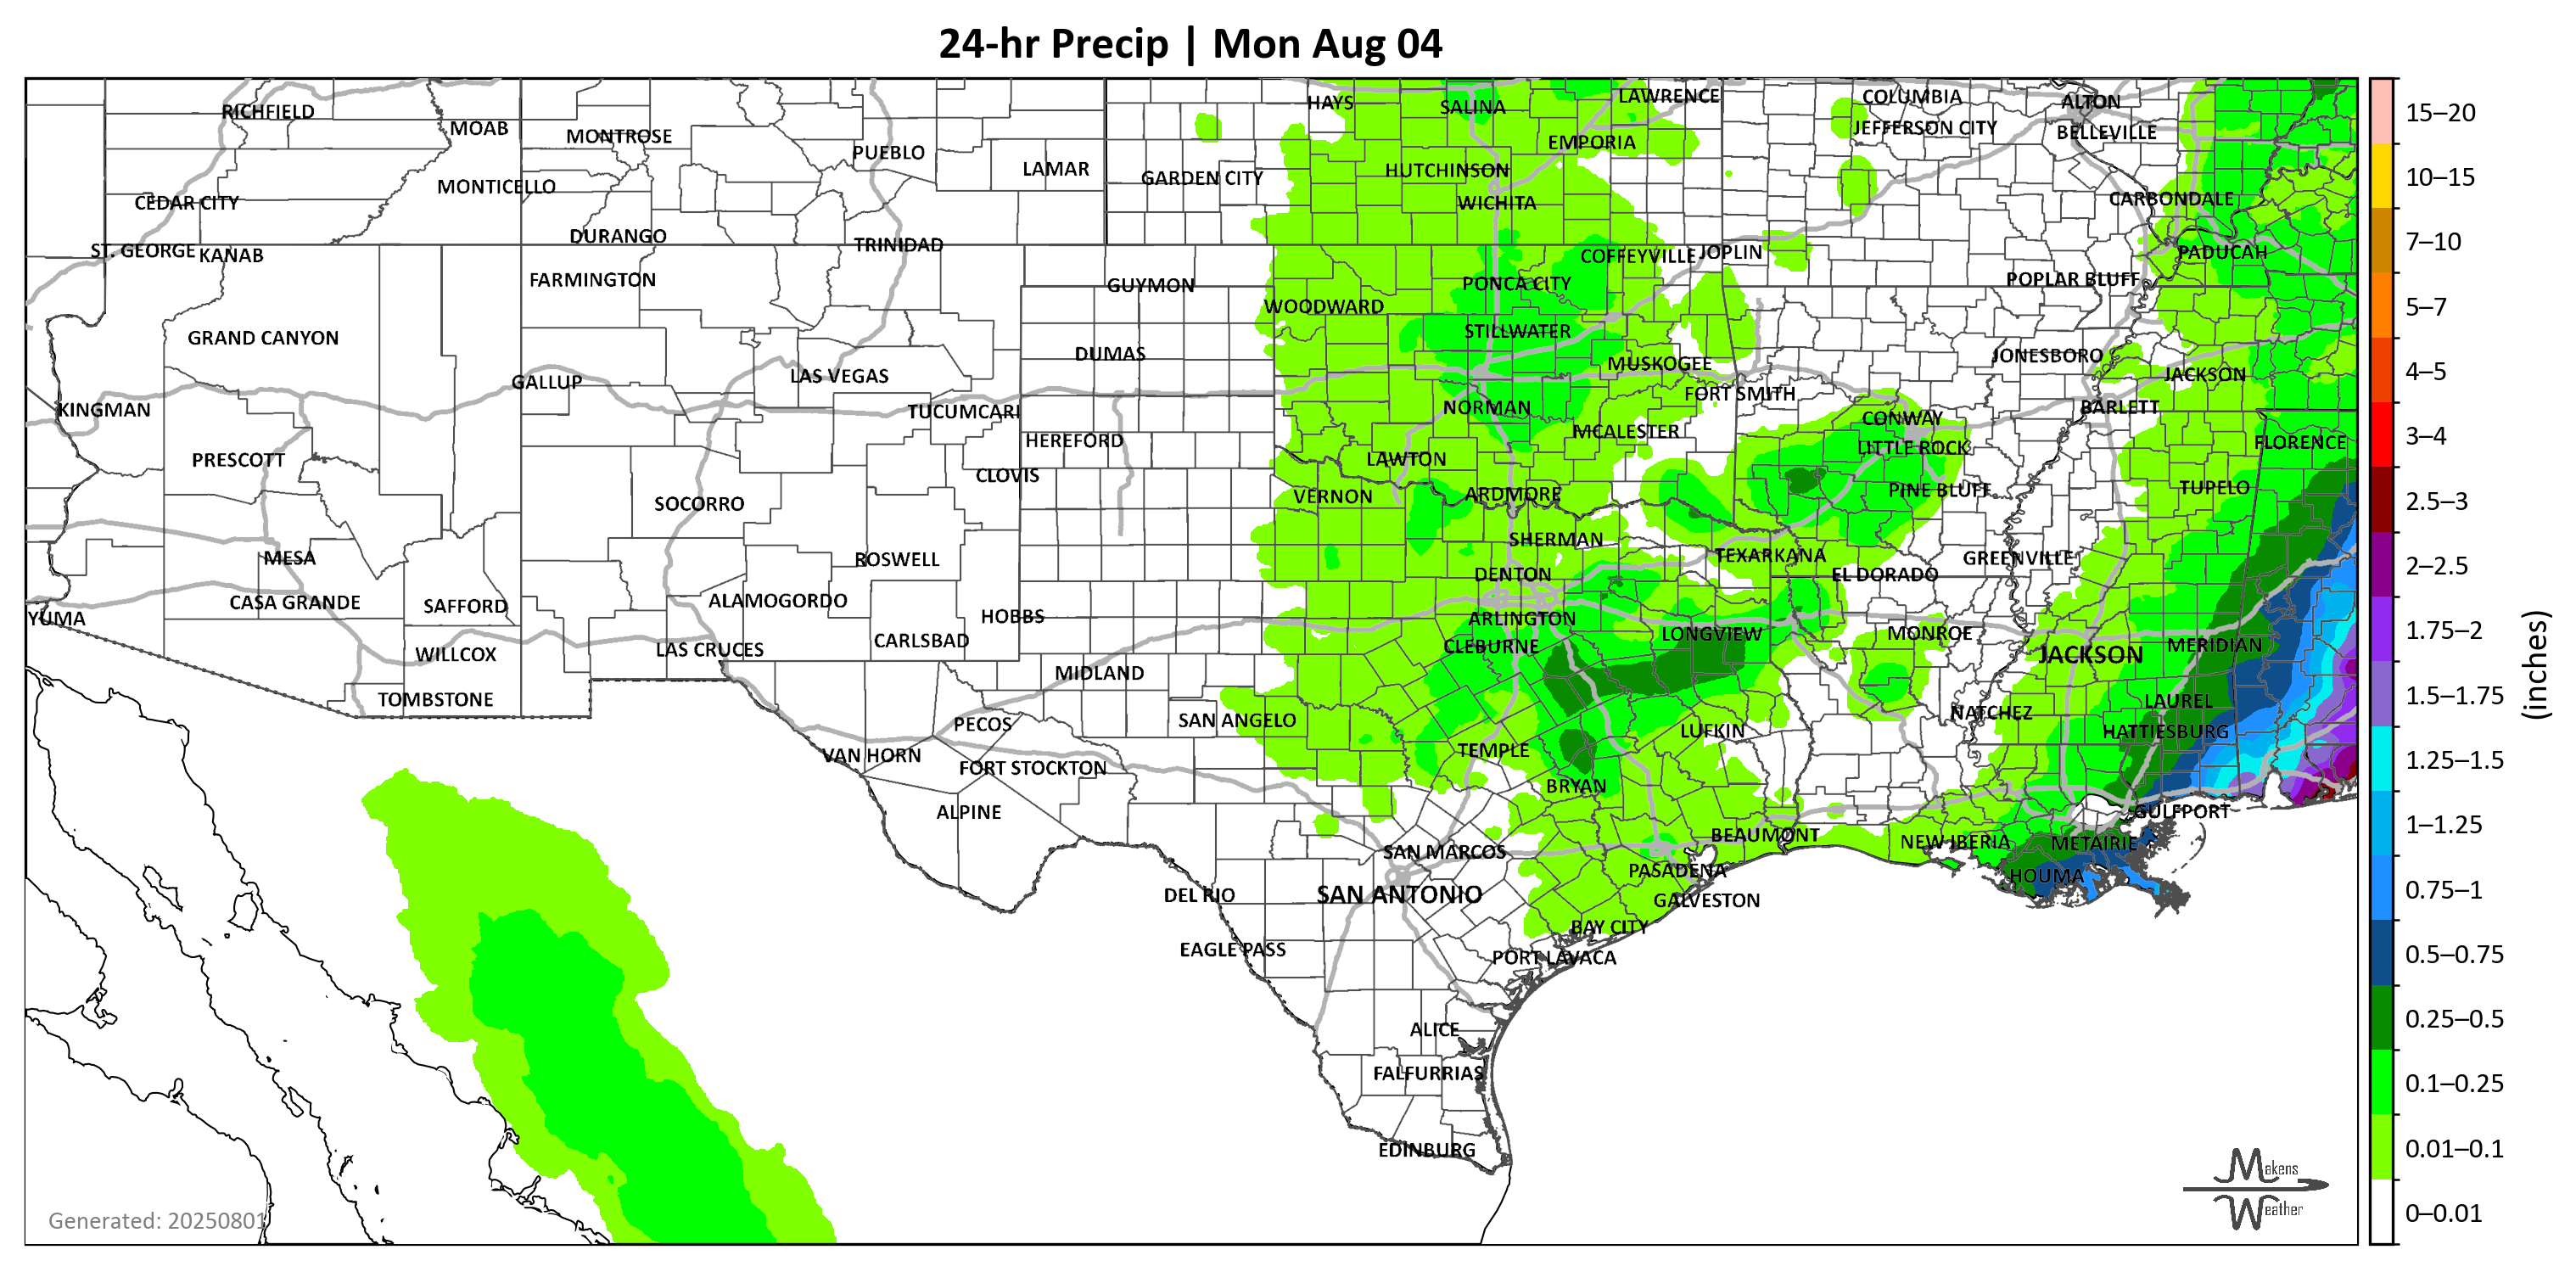 24-hr Precip | Mon Aug 04
RICHFIELD
MOAB
MONTROSE
PUEBLO
LAMAR
GARDEN CITY
HAYS
SALINA
LAWRENCE
EMPORIA
HUTCHINSON
WICHITA
COLUMBIA
JEFFERSON CITY
ALTON
BELLEVILLE
CARBONDALE
CEDAR CITY
MONTICELLO
ST. GEORGE
KANAB
DURANGO
TRINIDAD
COFFEYVILLE
JOPLIN
PADUCAH
FARMINGTON
GUYMON
WOODWARD
PONCA CITY
POPLAR BLUFF
GRAND CANYON
DUMAS
STILLWATER
MUSKOGEE
JONESBORO
JACKSON
GALLUP
LAS VEGAS
FORT SMITH
KINGMAN
TUCUMCARI
NORMAN
CONWAY
BARLETT
HEREFORD
MCALESTER
LITTLE ROCK
FLORENCE
PRESCOTT
CLOVIS
LAWTON
SOCORRO
VERNON
ARDMORE
PINE BLUFF
TUPELO
MESA
ROSWELL
SHERMAN
TEXARKANA
GREENVILLE
CASA GRANDE
SAFFORD
ALAMOGORDO
DENTON
EL DORADO
YUMA
HOBBS
ARLINGTON
LONGVIEW
MONROE
WILLCOX
LAS CRUCES
CARLSBAD
CLEBURNE
JACKSON
MERIDIAN
TOMBSTONE
MIDLAND
LAUREL
PECOS
SAN ANGELO
LUFKIN
NATCHEZ
HATTIESBURG
VAN HORN
FORT STOCKTON
TEMPLE
BRYAN
ALPINE
GULFPORT
SAN MARCOS
BEAUMONT
NEW IBERIA
METAIRIE
PASADENA
HOUMA
DEL RIO
SAN ANTONIO
GALVESTON
BAY CITY
EAGLE PASS
PORT LAVACA
ALICE
FALFURRIAS
EDINBURG
15–20
10–15
7–10
5–7
4–5
3–4
2.5–3
2–2.5
1.75–2
1.5–1.75
1.25–1.5
1–1.25
0.75–1
0.5–0.75
0.25–0.5
0.1–0.25
0.01–0.1
0–0.01
(inches)
Generated: 20250801
Makens
Weather